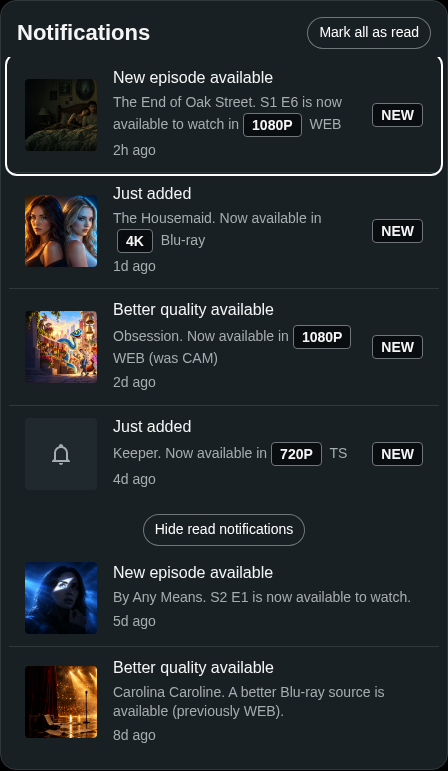 Notifications
Mark all as read
New episode available
The End of Oak Street. S1 E6 is now
available to watch in 1080P WEB
2h ago
NEW
Just added
The Housemaid. Now available in
4K Blu-ray
1d ago
NEW
Better quality available
Obsession. Now available in 1080P
WEB (was CAM)
2d ago
NEW
Just added
Keeper. Now available in 720P TS
4d ago
NEW
Hide read notifications
New episode available
By Any Means. S2 E1 is now available to watch.
5d ago
Better quality available
Carolina Caroline. A better Blu-ray source is
available (previously WEB).
8d ago